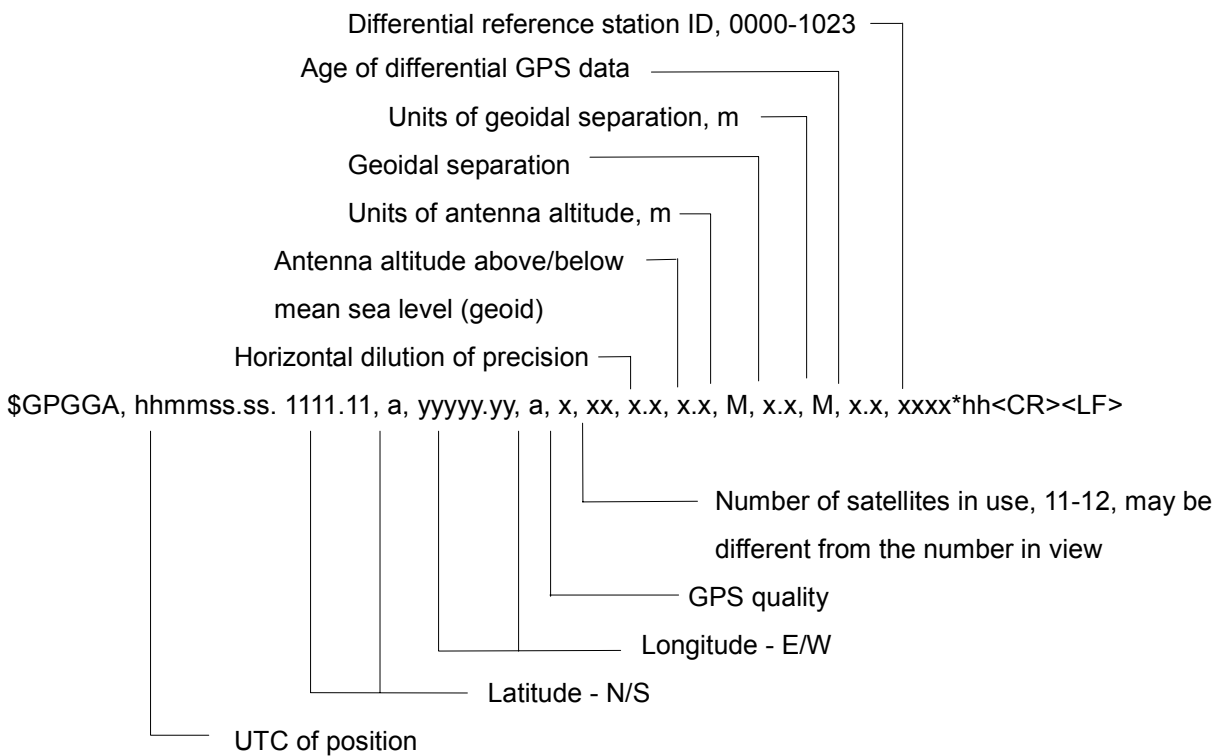 Differential reference station ID, 0000-1023
Age of differential GPS data
Units of geoidal separation, m
Geoidal separation
Units of antenna altitude, m
Antenna altitude above/below
mean sea level (geoid)
Horizontal dilution of precision
$GPGGA, hhmmss.ss. 1111.11, a, yyyyy.yy, a, x, xx, x.x, x.x, M, x.x, M, x.x, xxxx*hh<CR><LF>
Number of satellites in use, 11-12, may be
different from the number in view
GPS quality
Longitude - E/W
Latitude - N/S
UTC of position